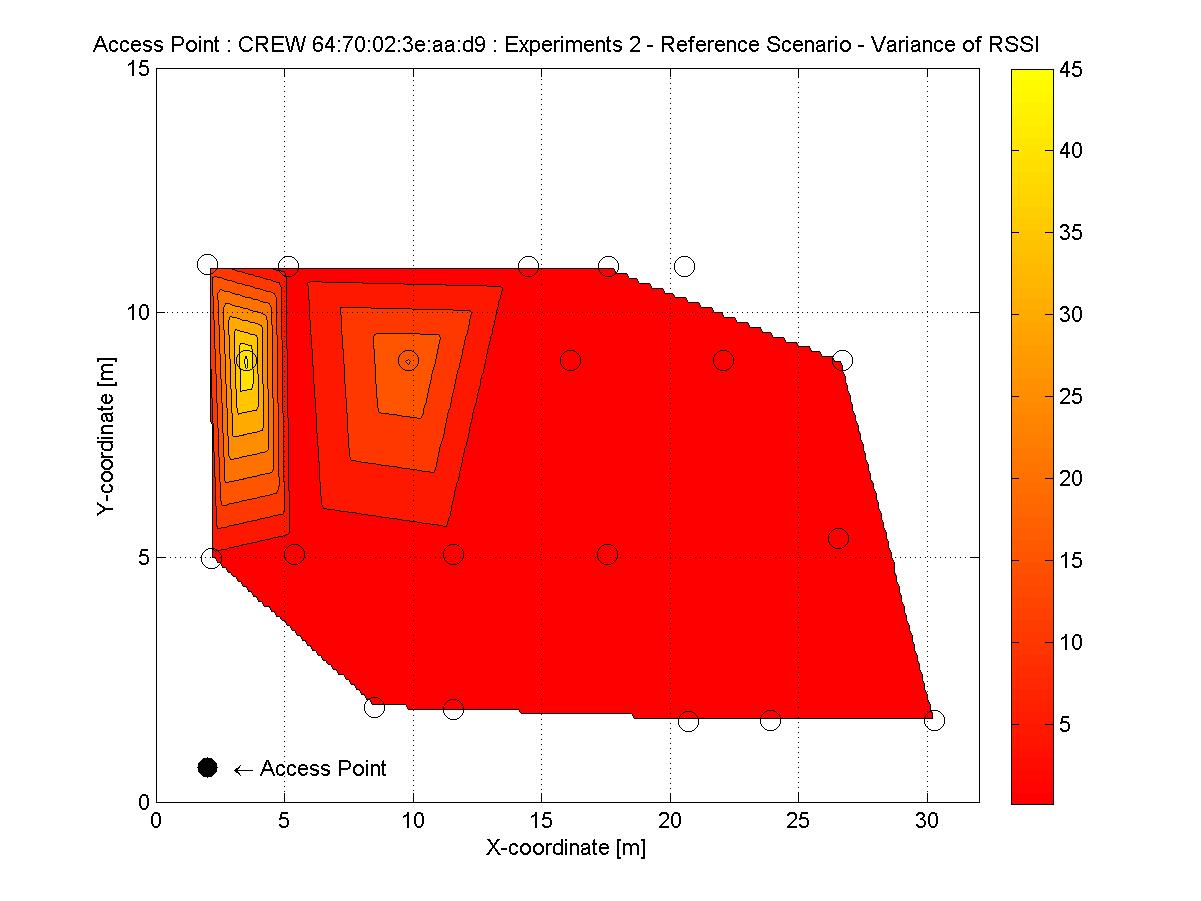 Access Point : CREW 64:70:02:3e:aa:d9 : Experiments 2 - Reference Scenario - Variance of RSSI
15
10
5
0
Y-coordinate [m]
← Access Point
0 5 10 15 20 25 30
X-coordinate [m]
45
40
35
30
25
20
15
10
5